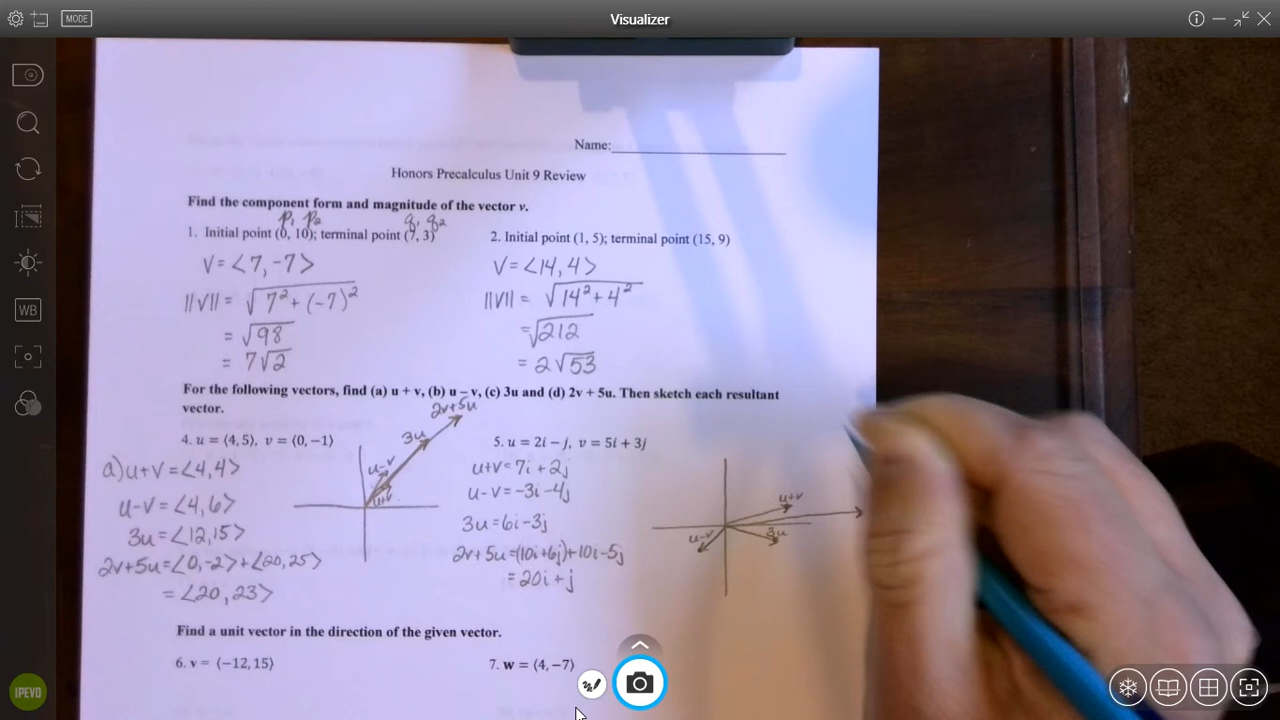 MODE
Visualizer
Name:
Honors Precalculus Unit 9 Review
Find the component form and magnitude of the vector v.
p₁ p₂ q₁ q₂
1. Initial point (0, 10); terminal point (7, 3)
V = <7, -7>
||V|| = √7² + (-7)²
= √98
= 7√2
2. Initial point (1, 5); terminal point (15, 9)
V = <14, 4>
||V|| = √14² + 4²
= √212
= 2√53
For the following vectors, find (a) u + v, (b) u – v, (c) 3u and (d) 2v + 5u. Then sketch each resultant
vector.
4. u = ⟨4, 5⟩, v = ⟨0, −1⟩
a) u+v = <4,4>
u-v = <4,6>
3u = <12,15>
2v+5u = <0,-2> + <20,25>
= <20, 23>
2v+5u
3u
u-v
u+v
5. u = 2i − j, v = 5i + 3j
u+v = 7i + 2j
u-v = -3i - 4j
3u = 6i - 3j
2v + 5u = (10i+6j) + 10i - 5j
= 20i + j
u+v
u-v
3u
Find a unit vector in the direction of the given vector.
6. v = ⟨−12, 15⟩
7. w = ⟨4, −7⟩
WB
IPEVO